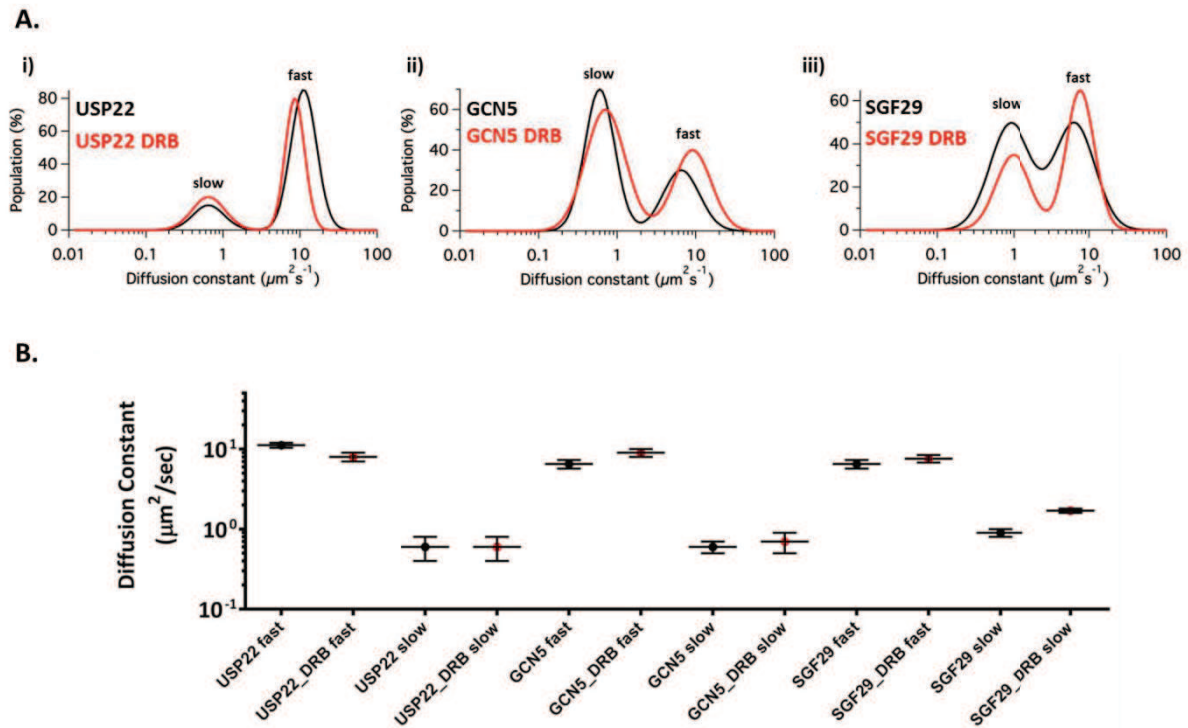 A.
i)
USP22
USP22 DRB
slow
fast
Population (%)
80
60
40
20
0
0.01 0.1 1 10 100
Diffusion constant (µm²s⁻¹)
ii)
GCN5
GCN5 DRB
slow
fast
Population (%)
60
40
20
0
0.01 0.1 1 10 100
Diffusion constant (µm²s⁻¹)
iii)
SGF29
SGF29 DRB
slow
fast
Population (%)
60
40
20
0
0.01 0.1 1 10 100
Diffusion constant (µm²s⁻¹)
B.
Diffusion Constant
(µm²/sec)
10¹
10⁰
10⁻¹
USP22 fast
USP22_DRB fast
USP22 slow
USP22_DRB slow
GCN5 fast
GCN5_DRB fast
GCN5 slow
GCN5_DRB slow
SGF29 fast
SGF29_DRB fast
SGF29 slow
SGF29_DRB slow